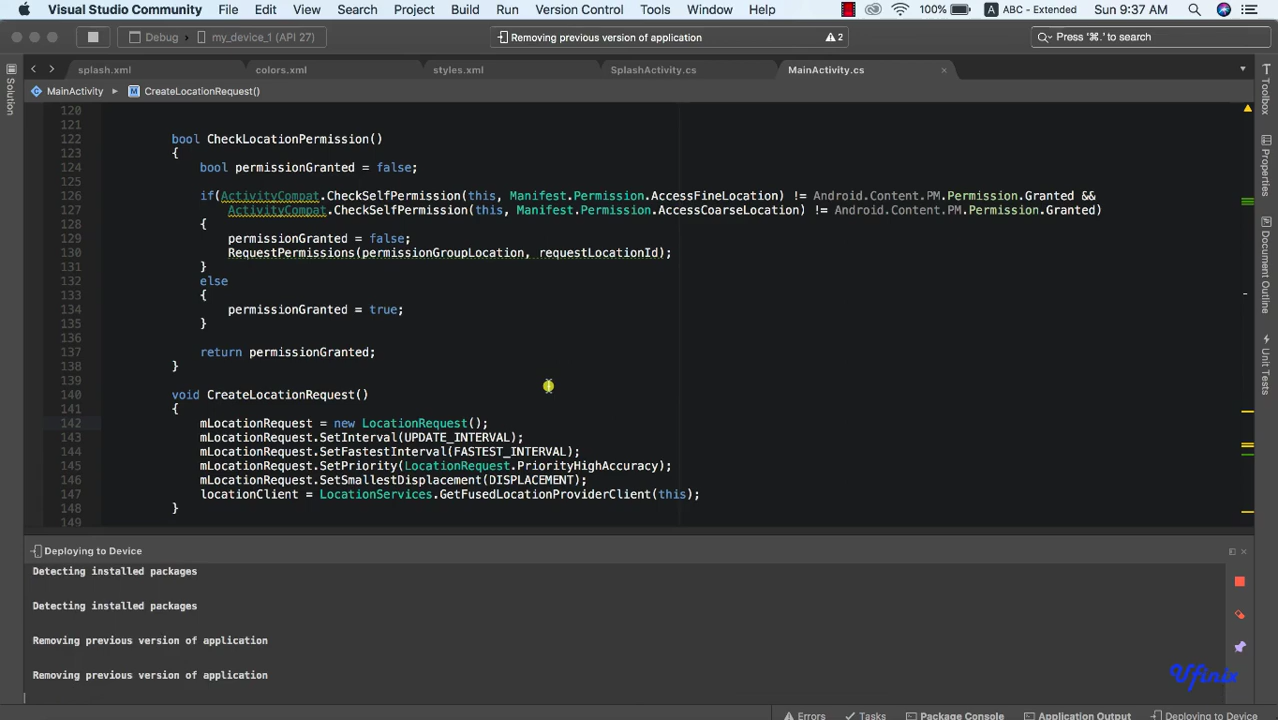 Visual Studio Community File Edit View Search Project Build Run Version Control Tools Window Help 100% A ABC - Extended Sun 9:37 AM
Debug my_device_1 (API 27) Removing previous version of application 2 Press '⌘.' to search
splash.xml colors.xml styles.xml SplashActivity.cs MainActivity.cs
MainActivity CreateLocationRequest()
Solution
Toolbox
Properties
Document Outline
Unit Tests
120
121
122 bool CheckLocationPermission()
123 {
124 bool permissionGranted = false;
125
126 if(ActivityCompat.CheckSelfPermission(this, Manifest.Permission.AccessFineLocation) != Android.Content.PM.Permission.Granted &&
127 ActivityCompat.CheckSelfPermission(this, Manifest.Permission.AccessCoarseLocation) != Android.Content.PM.Permission.Granted)
128 {
129 permissionGranted = false;
130 RequestPermissions(permissionGroupLocation, requestLocationId);
131 }
132 else
133 {
134 permissionGranted = true;
135 }
136
137 return permissionGranted;
138 }
139
140 void CreateLocationRequest()
141 {
142 mLocationRequest = new LocationRequest();
143 mLocationRequest.SetInterval(UPDATE_INTERVAL);
144 mLocationRequest.SetFastestInterval(FASTEST_INTERVAL);
145 mLocationRequest.SetPriority(LocationRequest.PriorityHighAccuracy);
146 mLocationRequest.SetSmallestDisplacement(DISPLACEMENT);
147 locationClient = LocationServices.GetFusedLocationProviderClient(this);
148 }
149
Deploying to Device
Detecting installed packages
Detecting installed packages
Removing previous version of application
Removing previous version of application
Ufinix
Errors Tasks Package Console Application Output Deploying to Device